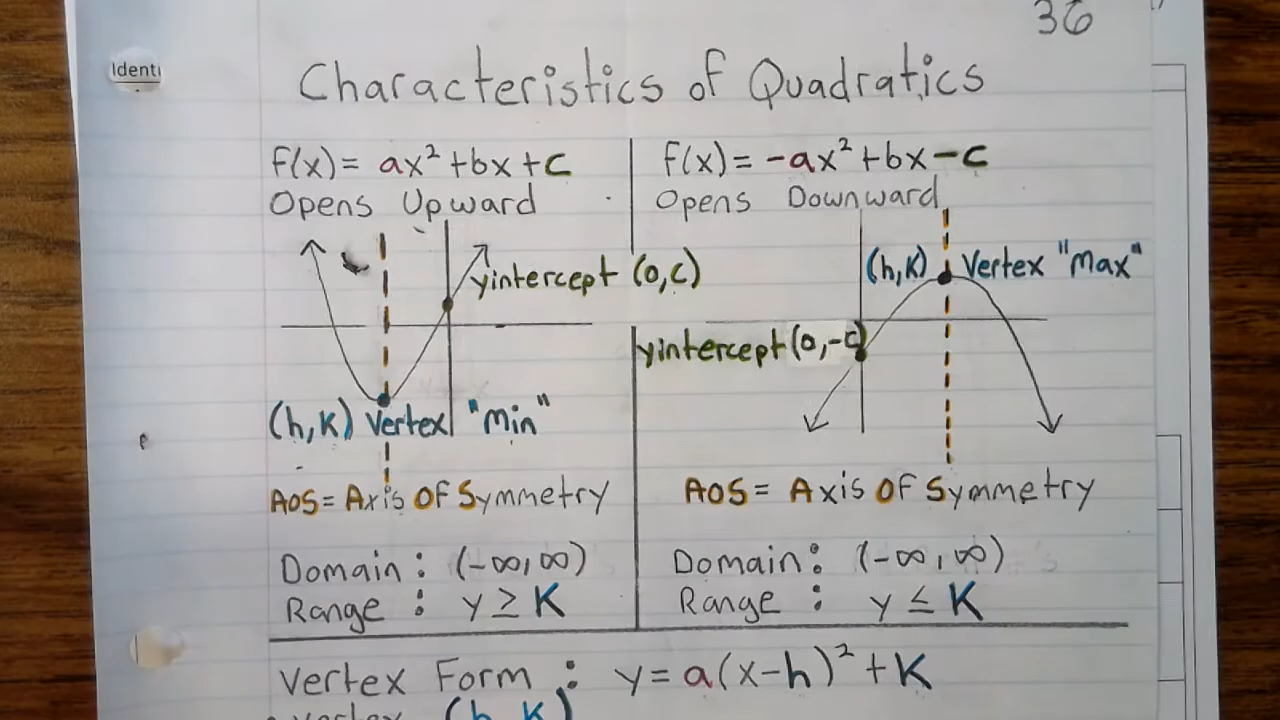 36
Identi
Characteristics of Quadratics
f(x) = ax² + bx + c
Opens Upward
yintercept (0,c)
(h,K) Vertex "Min"
AOS = Axis Of Symmetry
Domain : (-∞,∞)
Range : y ≥ K
f(x) = -ax² + bx - c
Opens Downward
(h,K) Vertex "Max"
yintercept (0,-c)
AOS = Axis Of Symmetry
Domain : (-∞,∞)
Range : y ≤ K
Vertex Form : y = a(x-h)² + K
vertex (h,K)